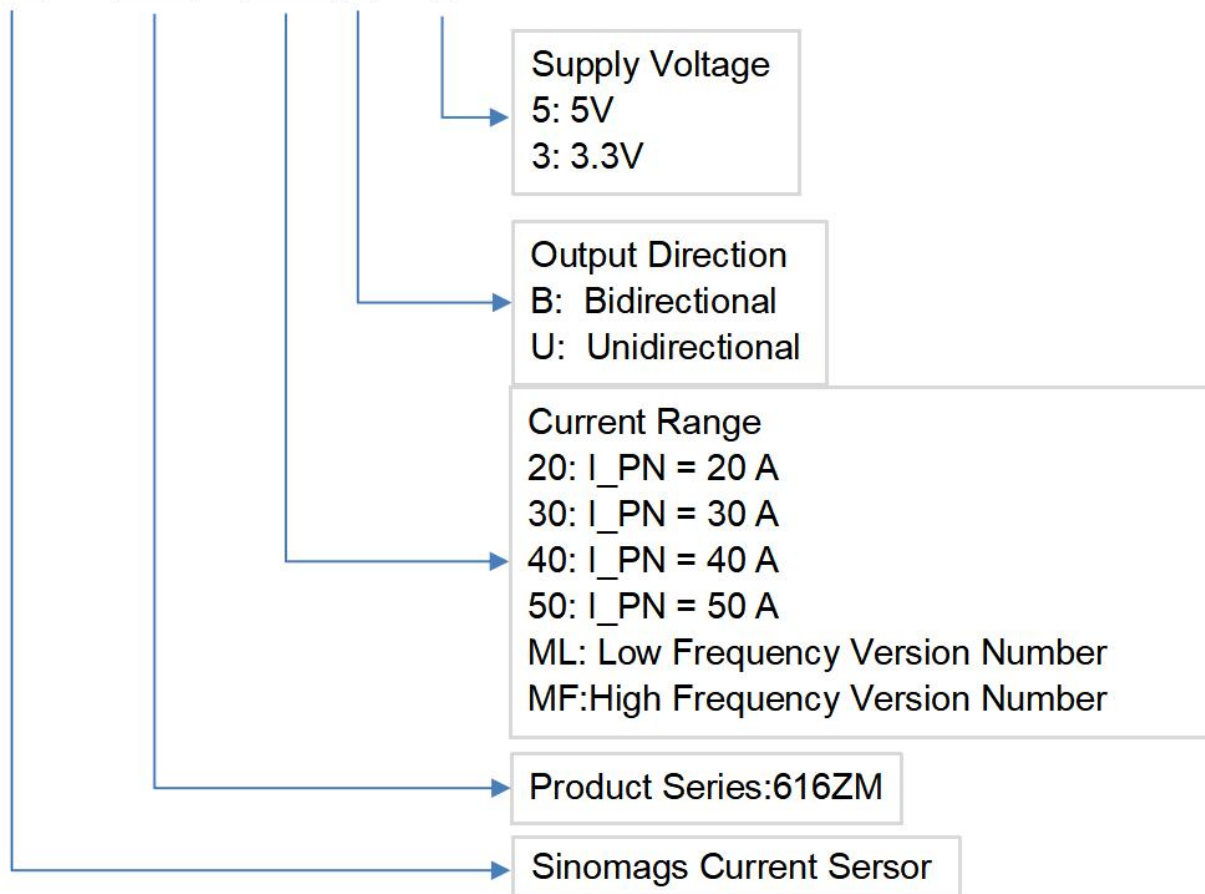 Supply Voltage
5: 5V
3: 3.3V
Output Direction
B: Bidirectional
U: Unidirectional
Current Range
20: I_PN = 20 A
30: I_PN = 30 A
40: I_PN = 40 A
50: I_PN = 50 A
ML: Low Frequency Version Number
MF:High Frequency Version Number
Product Series:616ZM
Sinomags Current Sersor